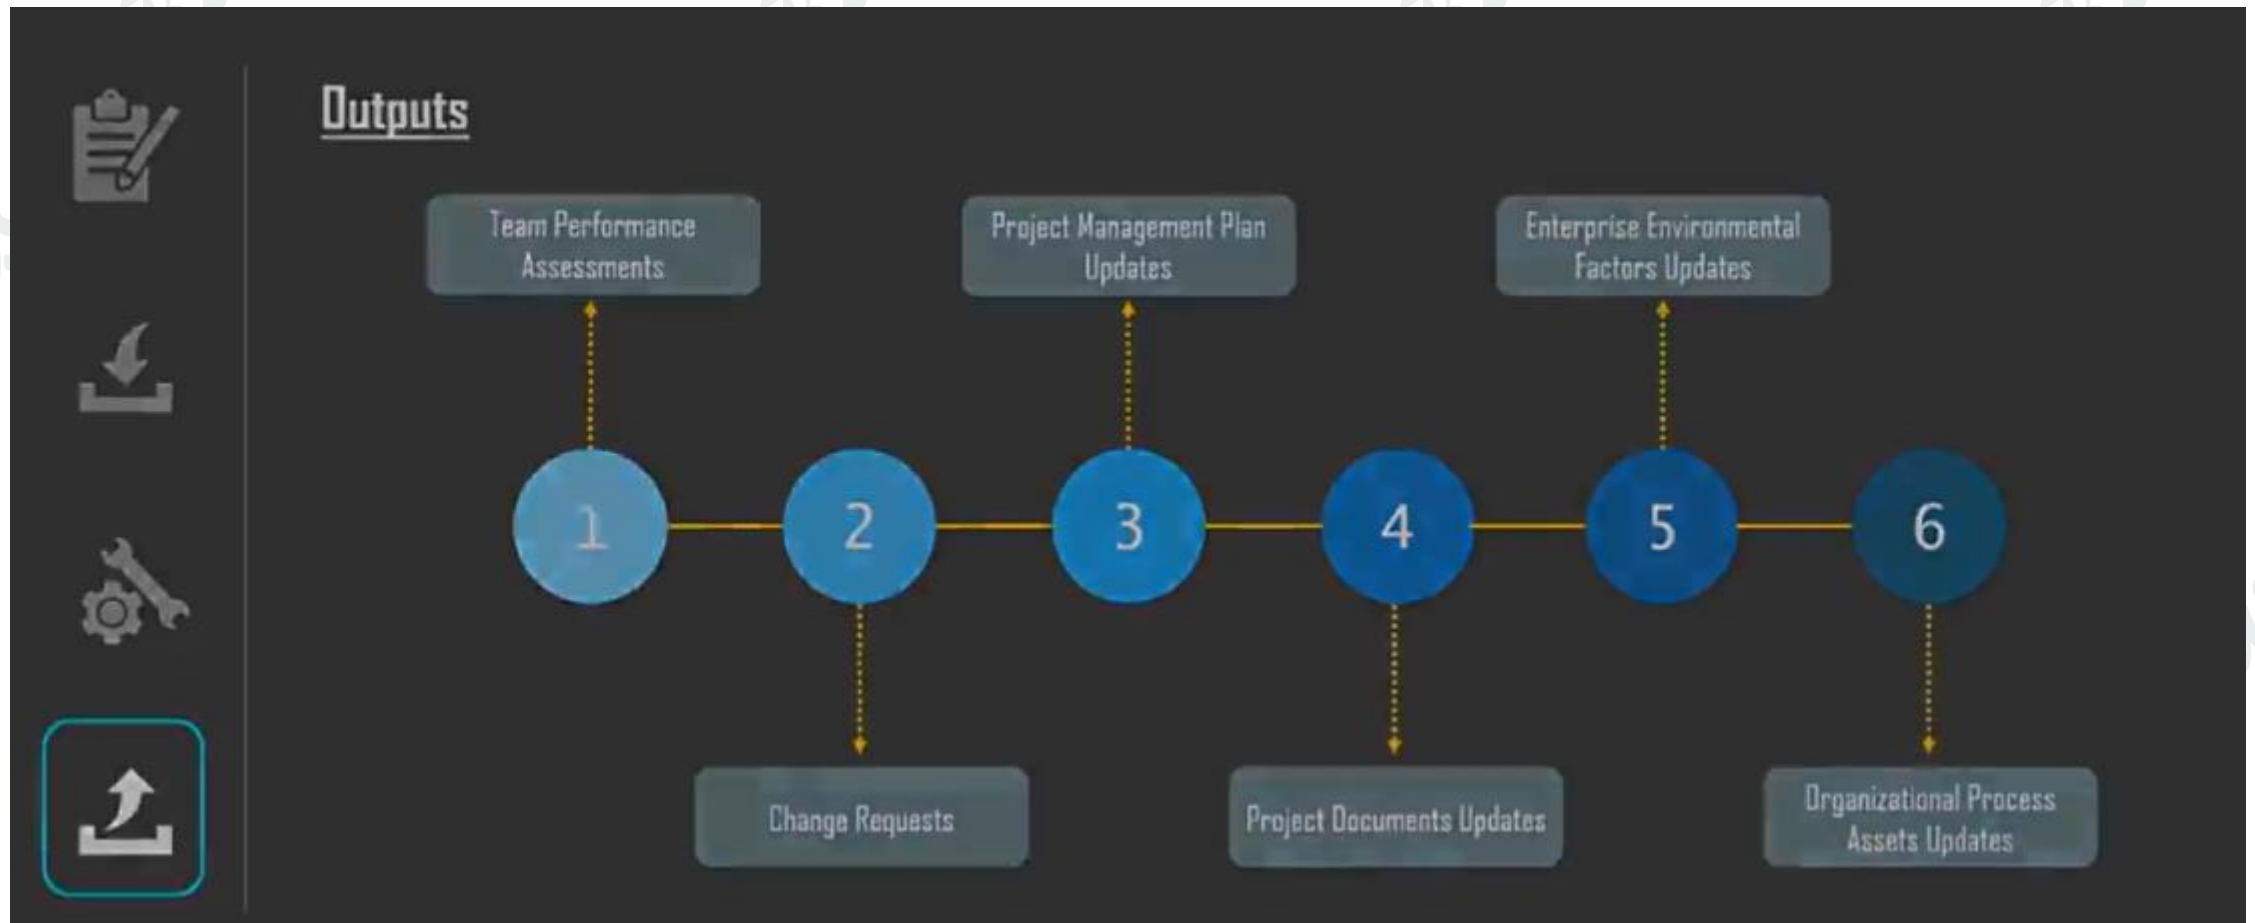 Outputs
Team Performance
Assessments
Project Management Plan
Updates
Enterprise Environmental
Factors Updates
1
2
3
4
5
6
Change Requests
Project Documents Updates
Organizational Process
Assets Updates